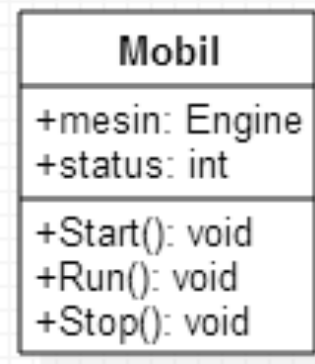 Mobil
+mesin: Engine
+status: int
+Start(): void
+Run(): void
+Stop(): void